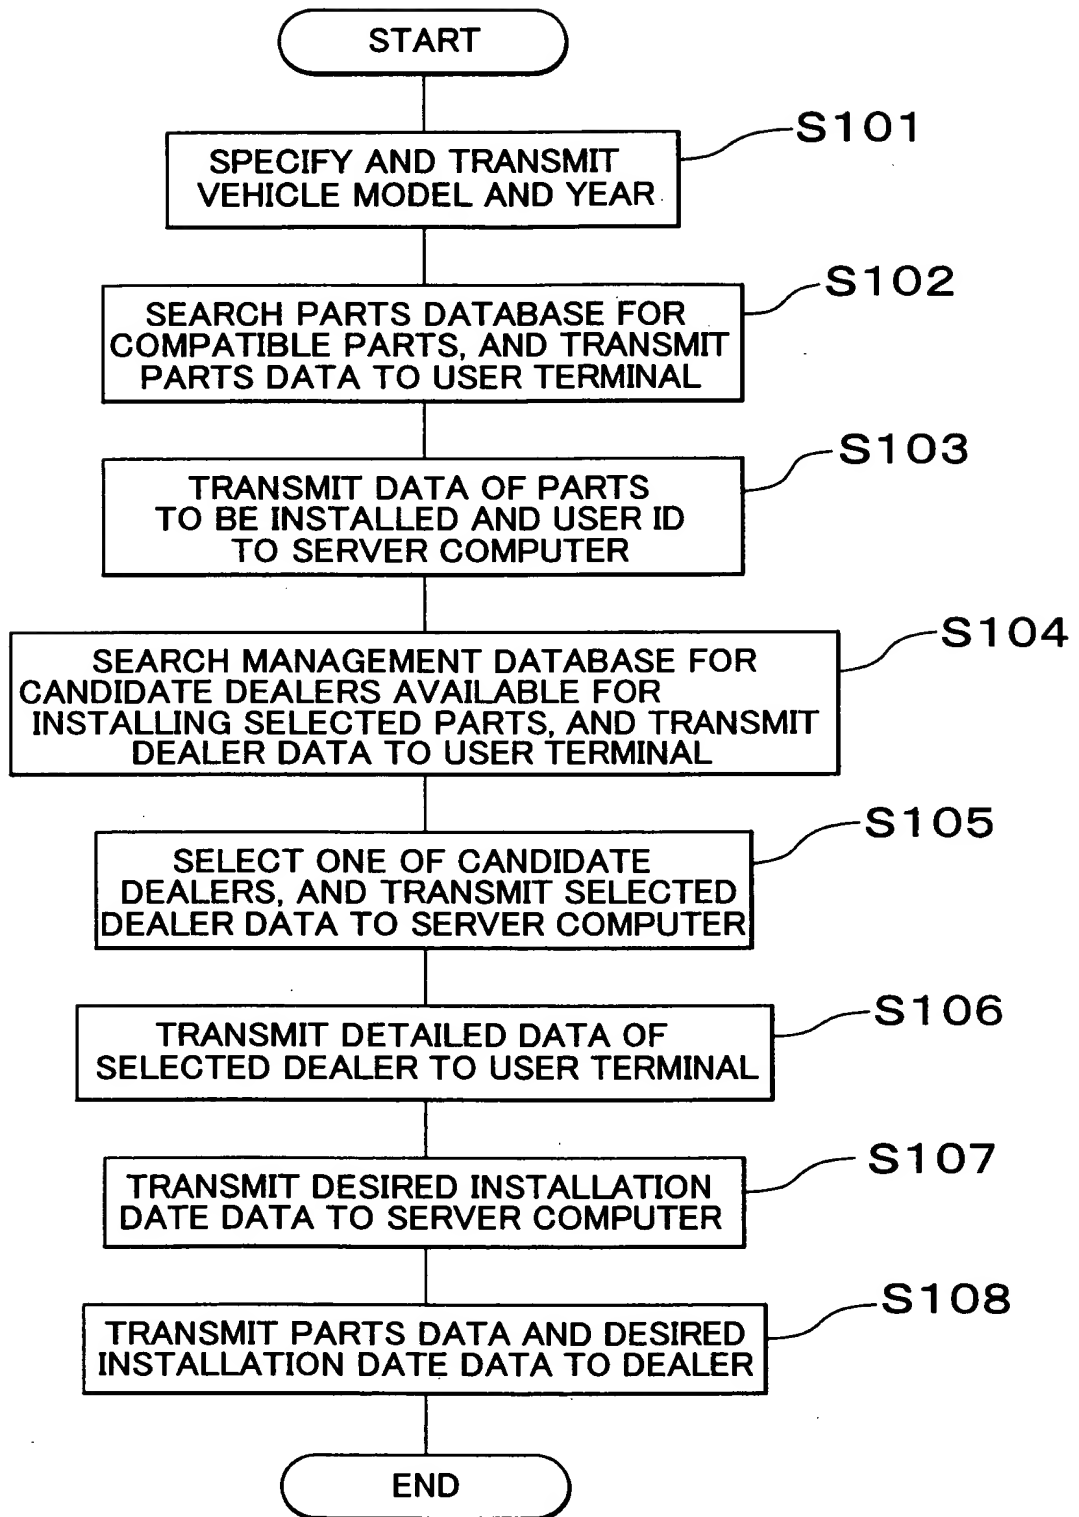 START
S101
SPECIFY AND TRANSMIT
VEHICLE MODEL AND YEAR
S102
SEARCH PARTS DATABASE FOR
COMPATIBLE PARTS, AND TRANSMIT
PARTS DATA TO USER TERMINAL
S103
TRANSMIT DATA OF PARTS
TO BE INSTALLED AND USER ID
TO SERVER COMPUTER
S104
SEARCH MANAGEMENT DATABASE FOR
CANDIDATE DEALERS AVAILABLE FOR
INSTALLING SELECTED PARTS, AND TRANSMIT
DEALER DATA TO USER TERMINAL
S105
SELECT ONE OF CANDIDATE
DEALERS, AND TRANSMIT SELECTED
DEALER DATA TO SERVER COMPUTER
S106
TRANSMIT DETAILED DATA OF
SELECTED DEALER TO USER TERMINAL
S107
TRANSMIT DESIRED INSTALLATION
DATE DATA TO SERVER COMPUTER
S108
TRANSMIT PARTS DATA AND DESIRED
INSTALLATION DATE DATA TO DEALER
END